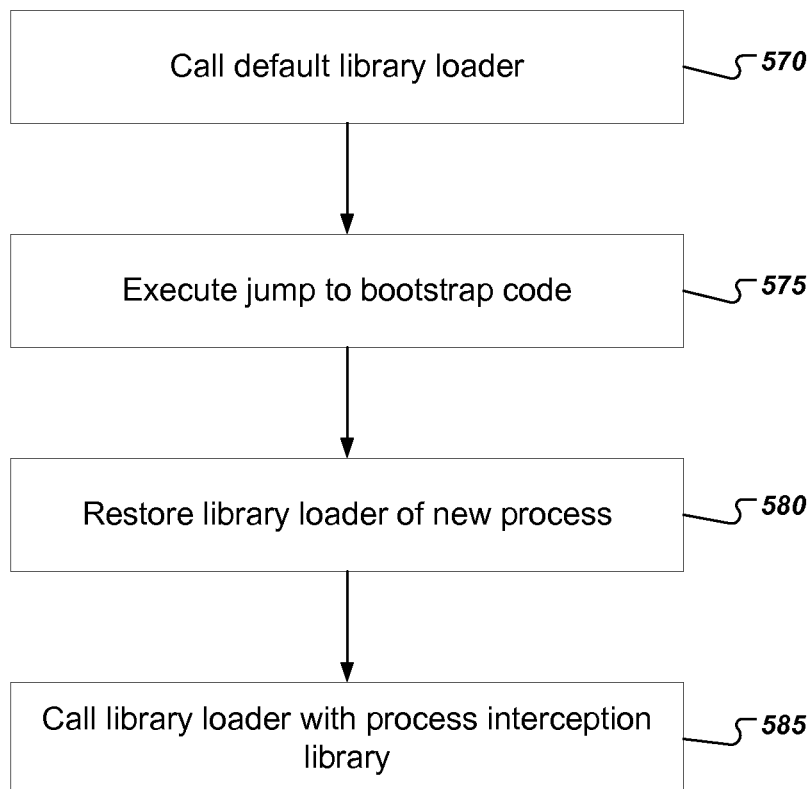 Call default library loader
570
Execute jump to bootstrap code
575
Restore library loader of new process
580
Call library loader with process interception
library
585